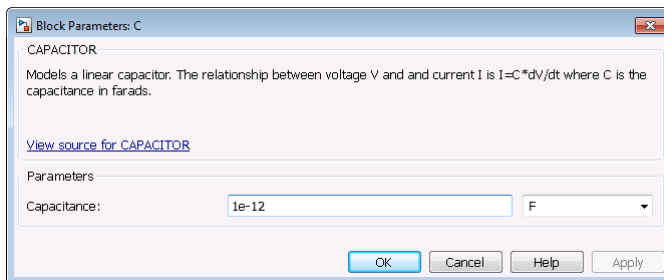 Block Parameters: C
CAPACITOR
Models a linear capacitor. The relationship between voltage V and and current I is I=C*dV/dt where C is the
capacitance in farads.
View source for CAPACITOR
Parameters
Capacitance: 1e-12 F
OK Cancel Help Apply